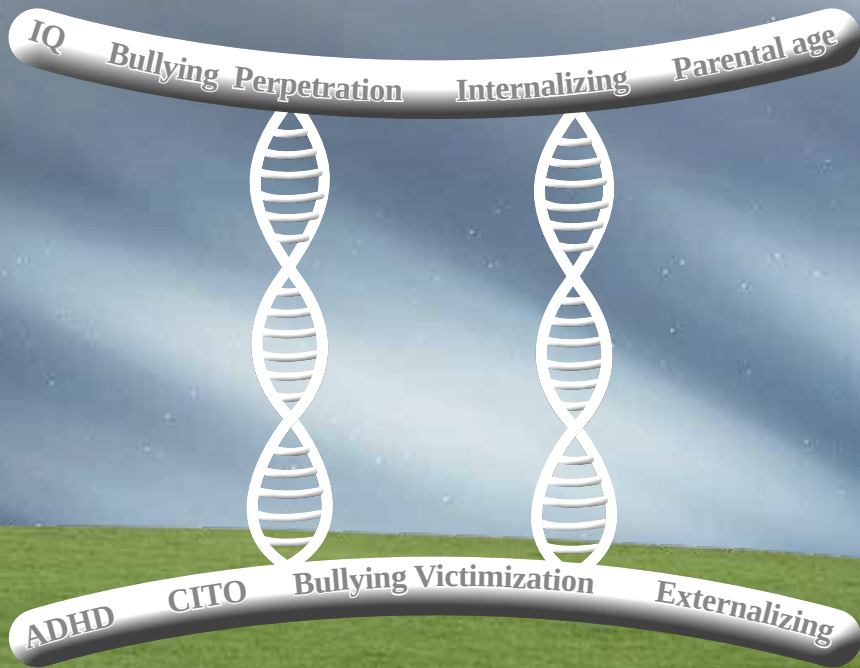 IQ Bullying Perpetration Internalizing Parental age
ADHD CITO Bullying Victimization Externalizing